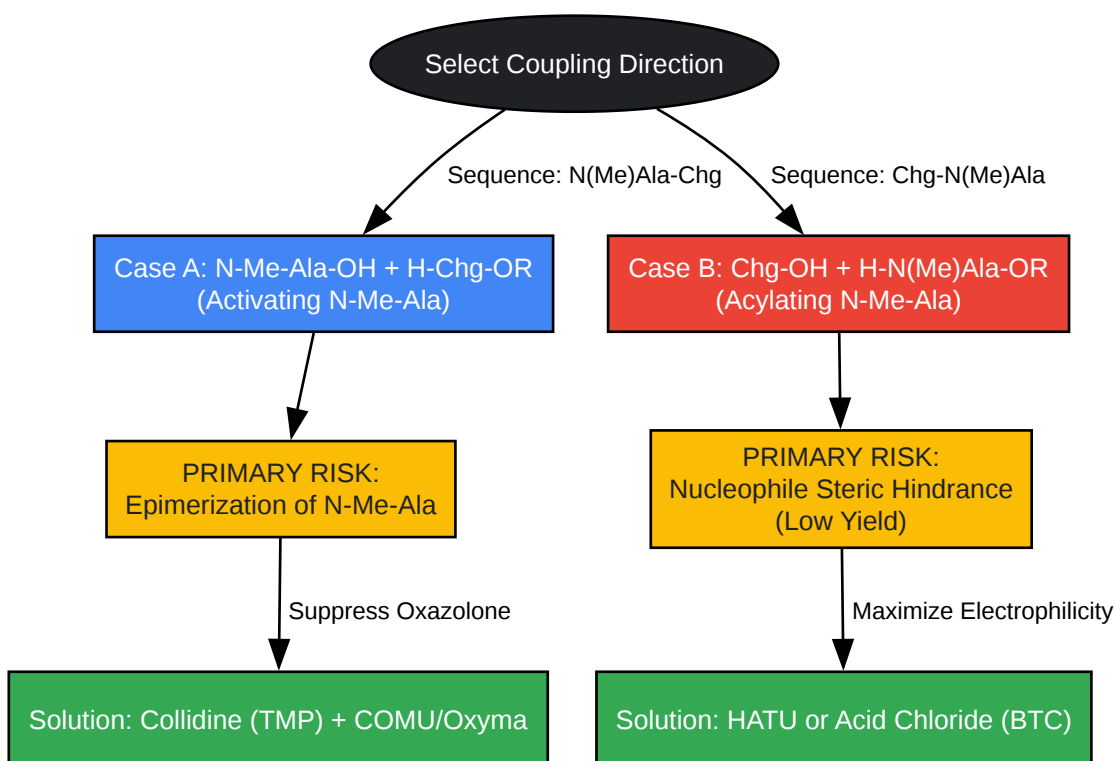 Select Coupling Direction
Sequence: N(Me)Ala-Chg
Sequence: Chg-N(Me)Ala
Case A: N-Me-Ala-OH + H-Chg-OR
(Activating N-Me-Ala)
Case B: Chg-OH + H-N(Me)Ala-OR
(Acylating N-Me-Ala)
PRIMARY RISK:
Epimerization of N-Me-Ala
PRIMARY RISK:
Nucleophile Steric Hindrance
(Low Yield)
Suppress Oxazolone
Maximize Electrophilicity
Solution: Collidine (TMP) + COMU/Oxyma
Solution: HATU or Acid Chloride (BTC)